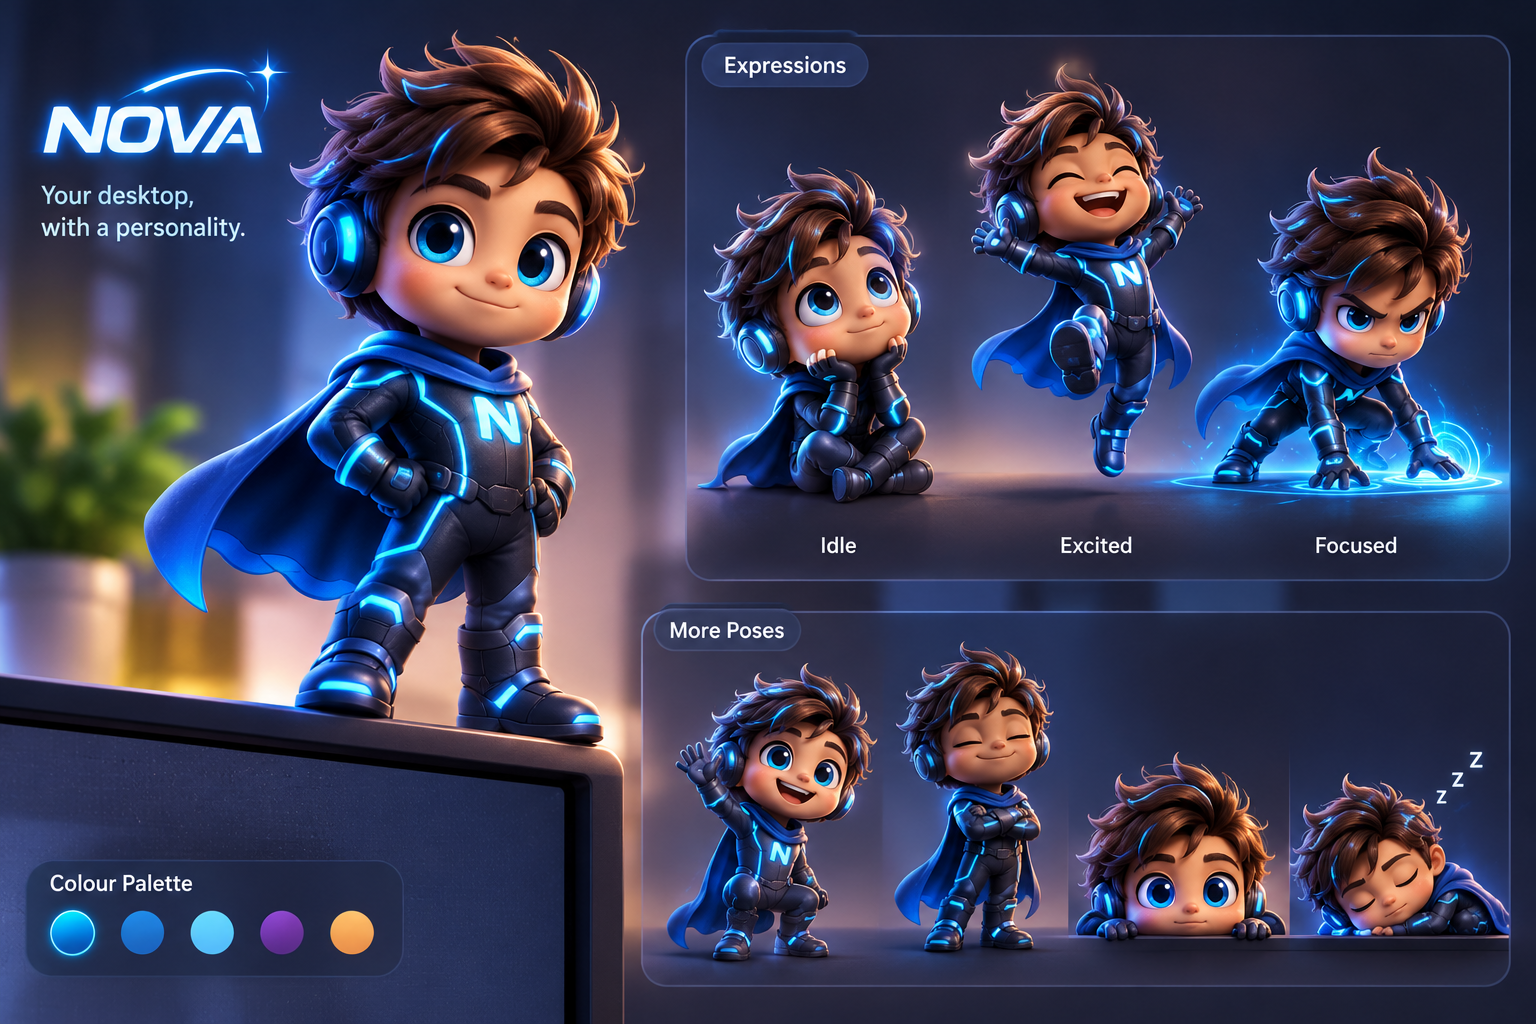 NOVA
Your desktop,
with a personality.
Expressions
N
N
N
Idle
Excited
Focused
More Poses
N
Z
Z
Z
Colour Palette